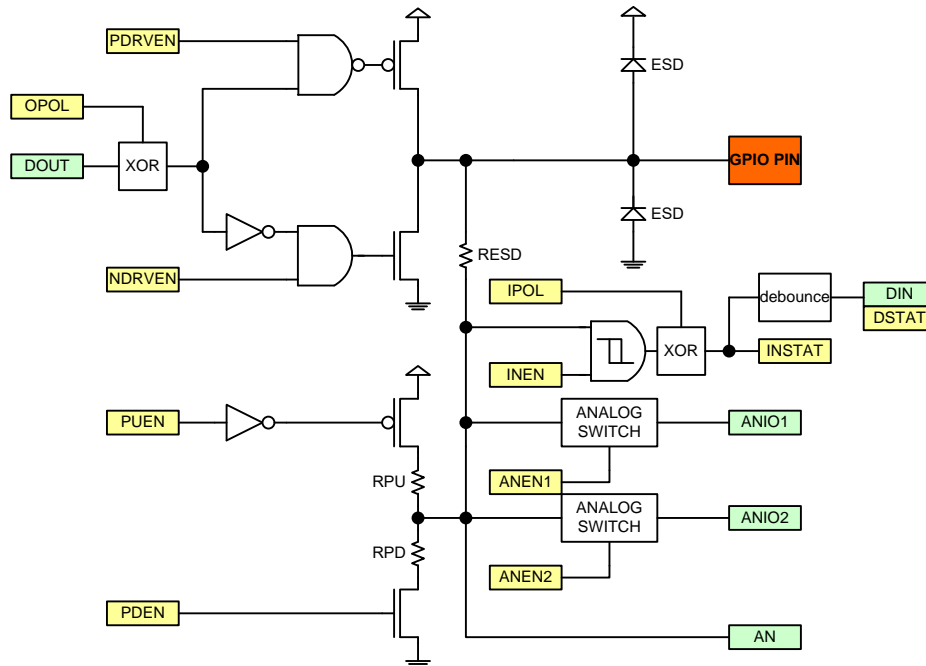 PDRVEN
ESD
OPOL
DOUT
XOR
GPIO PIN
ESD
RESD
NDRVEN
IPOL
debounce
DIN
DSTAT
XOR
INSTAT
INEN
PUEN
ANALOG
SWITCH
ANIO1
RPU
ANEN1
ANALOG
SWITCH
ANIO2
RPD
ANEN2
PDEN
AN